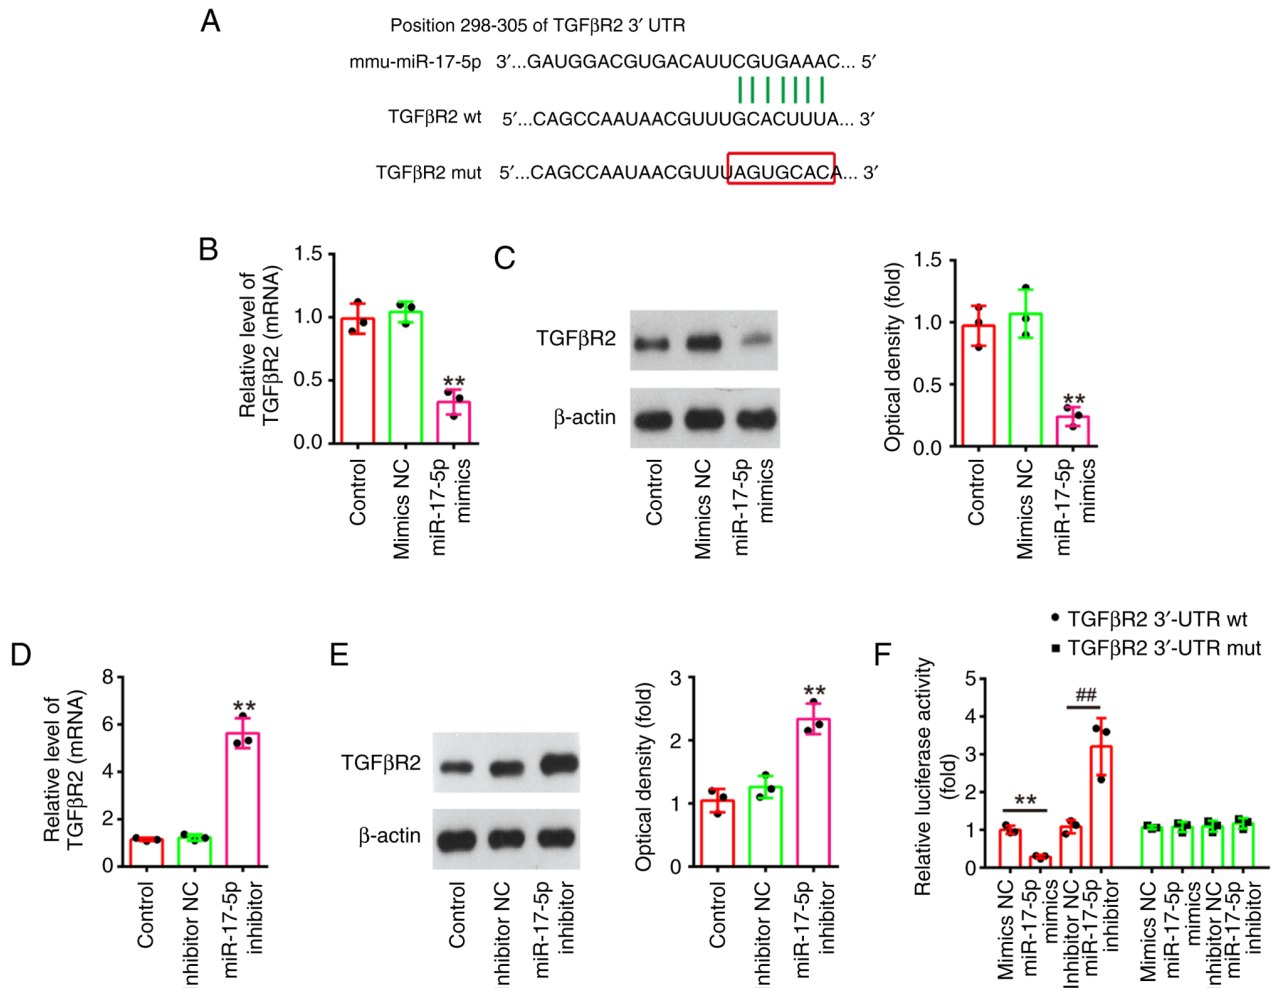 A
Position 298-305 of TGFβR2 3′ UTR
mmu-miR-17-5p 3′...GAUGGACGUGACAUUCGUGAAAC... 5′
TGFβR2 wt 5′...CAGCCAAUAACGUUUGCACUUUA... 3′
TGFβR2 mut 5′...CAGCCAAUAACGUUUAGUGCACA... 3′
B
Relative level of
TGFβR2 (mRNA)
1.5
1.0
0.5
0.0
**
Control
Mimics NC
miR-17-5p
mimics
C
TGFβR2
β-actin
Control
Mimics NC
miR-17-5p
mimics
Optical density (fold)
1.5
1.0
0.5
0.0
**
Control
Mimics NC
miR-17-5p
mimics
D
Relative level of
TGFβR2 (mRNA)
8
6
4
2
0
**
Control
nhibitor NC
miR-17-5p
inhibitor
E
TGFβR2
β-actin
Control
nhibitor NC
miR-17-5p
inhibitor
Optical density (fold)
3
2
1
0
**
Control
nhibitor NC
miR-17-5p
inhibitor
F
TGFβR2 3′-UTR wt
TGFβR2 3′-UTR mut
Relative luciferase activity
(fold)
5
4
3
2
1
0
**
##
Mimics NC
miR-17-5p
mimics
Inhibitor NC
miR-17-5p
inhibitor
Mimics NC
miR-17-5p
mimics
nhibitor NC
miR-17-5p
inhibitor